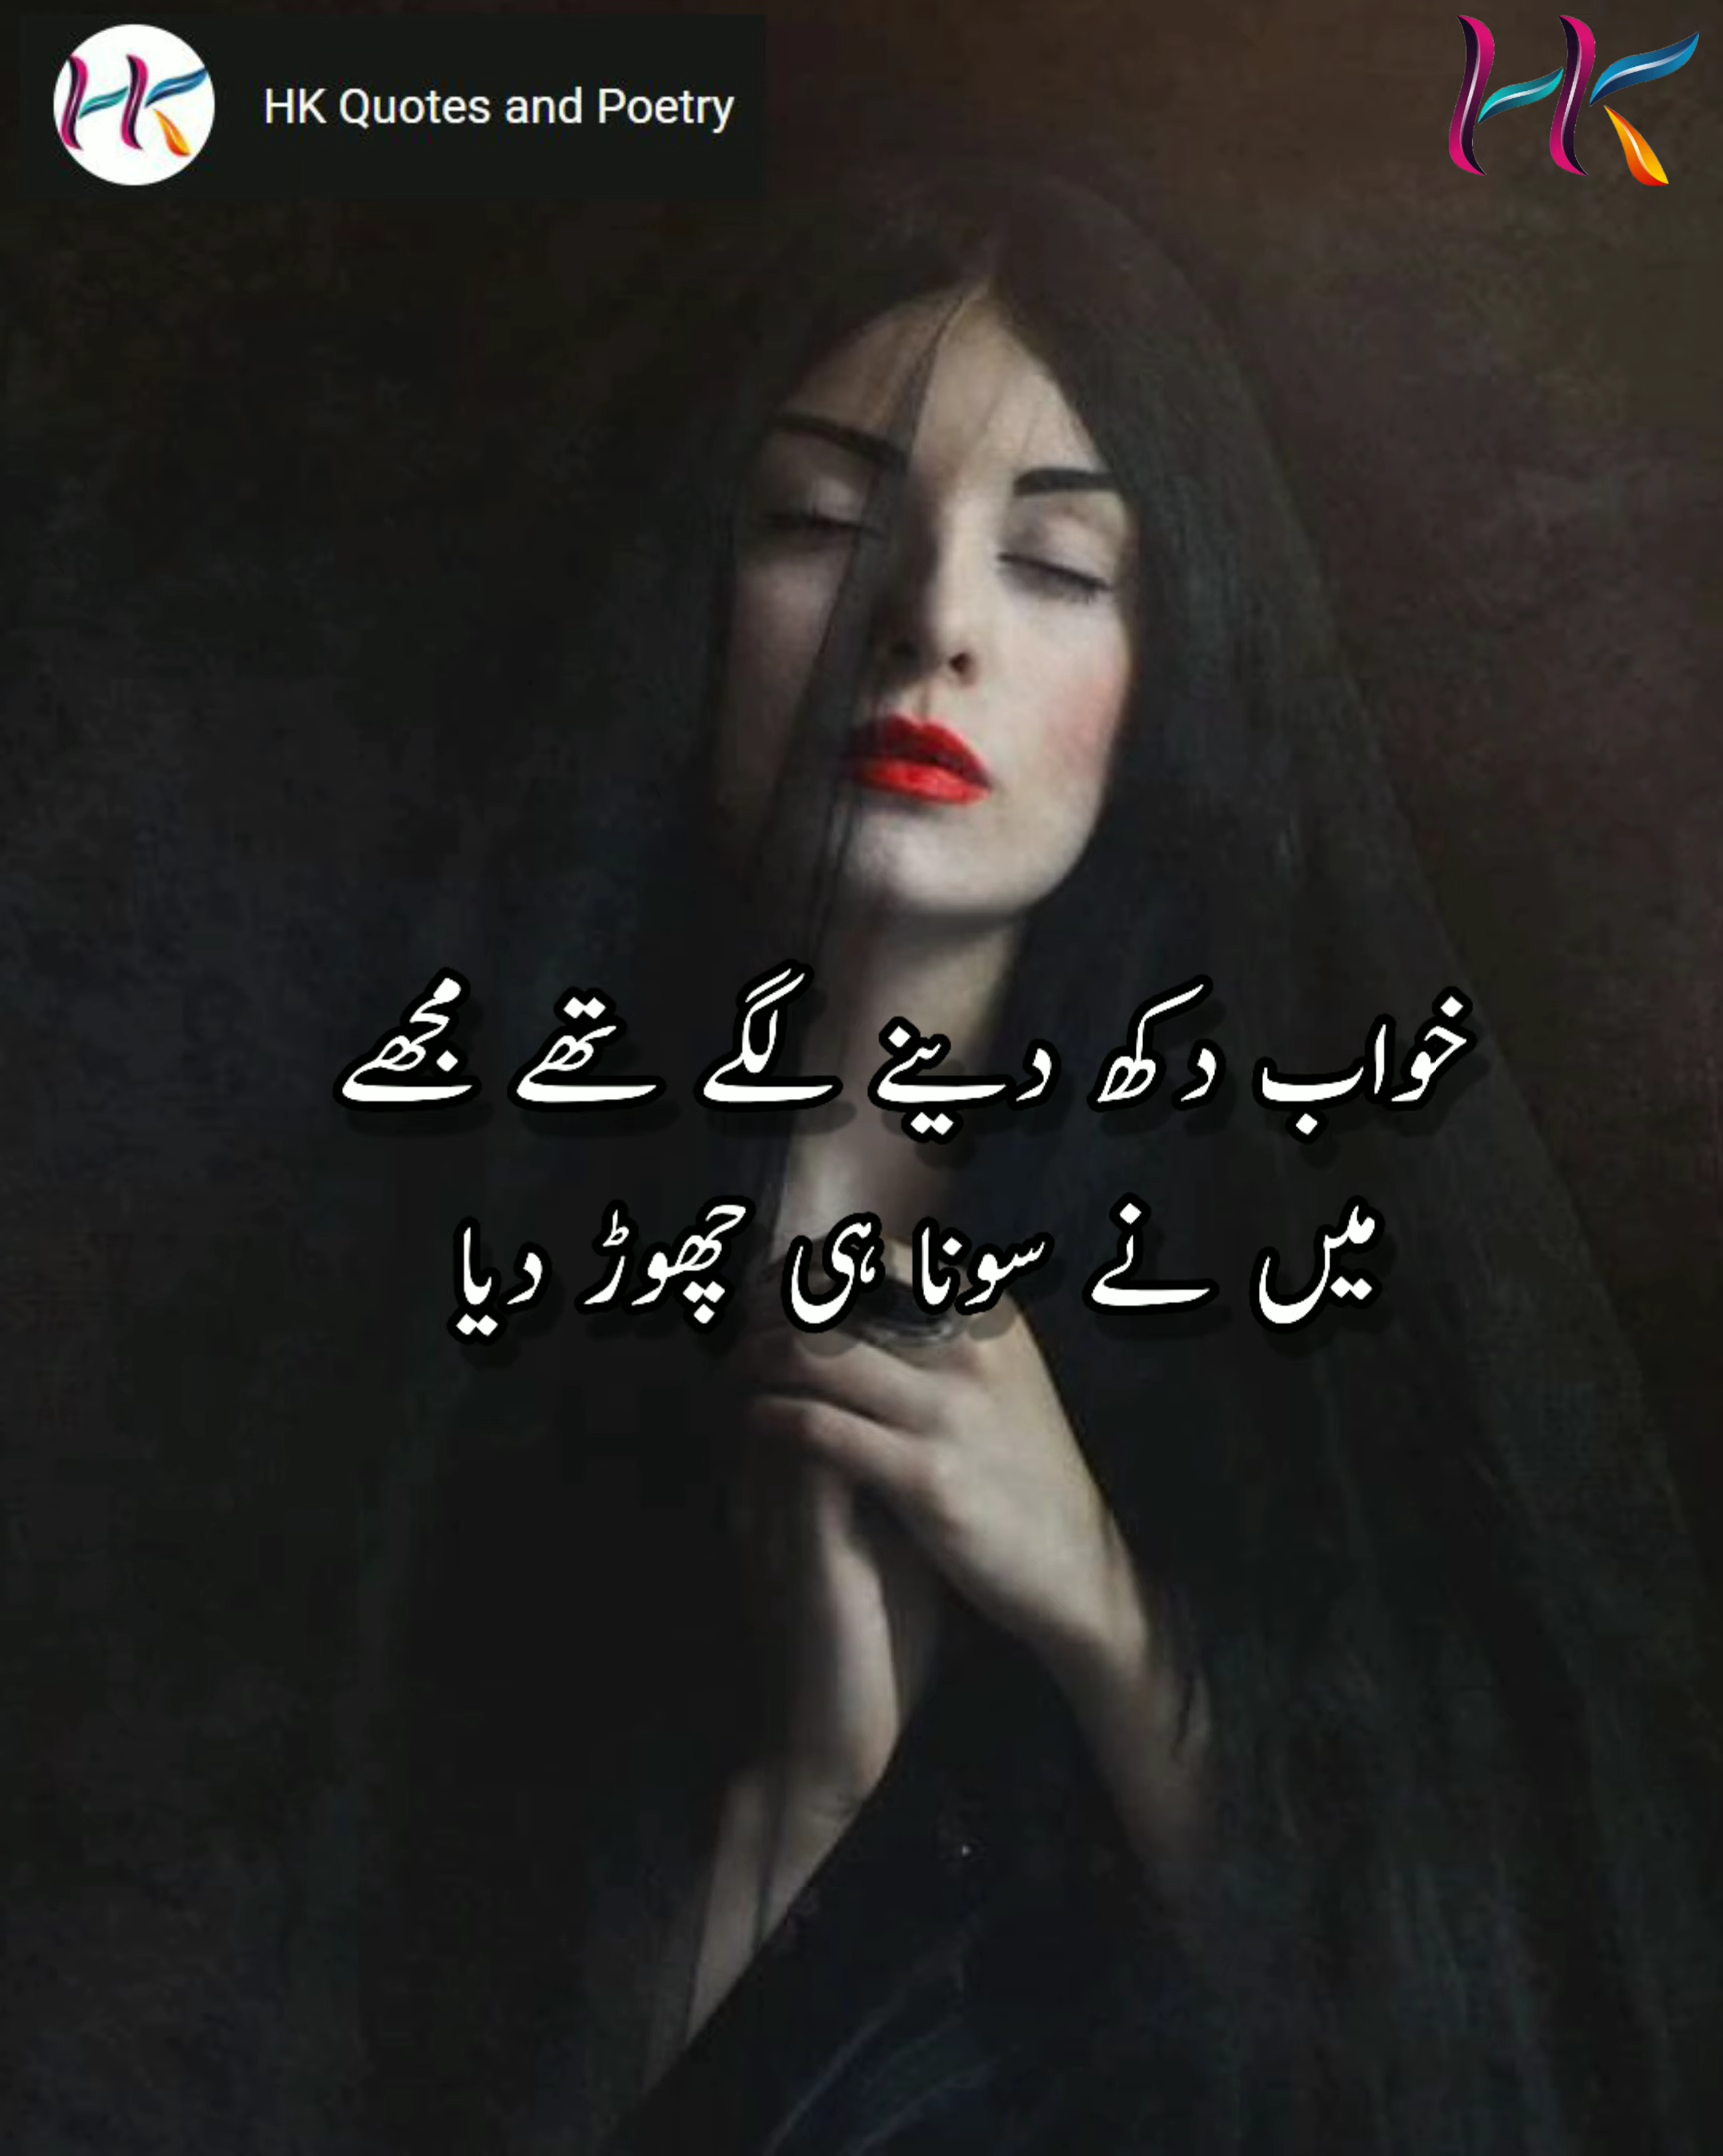 HK Quotes and Poetry
HK
خواب دکھ دینے لگے تھے مجھے
میں نے سونا ہی چھوڑ دیا